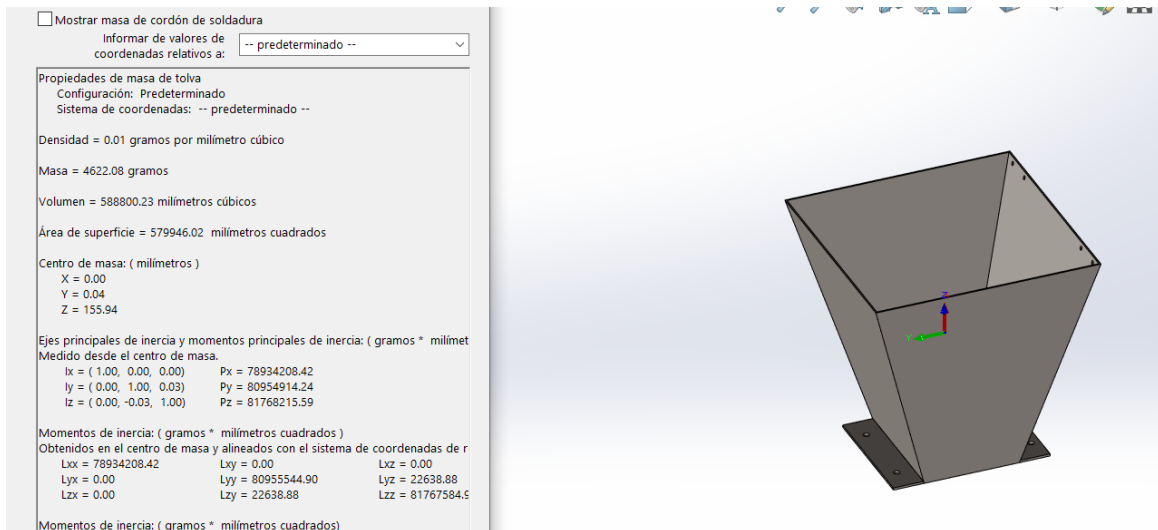 Mostrar masa de cordón de soldadura
Informar de valores de
coordenadas relativos a:
-- predeterminado --
Propiedades de masa de tolva
Configuración: Predeterminado
Sistema de coordenadas: -- predeterminado --
Densidad = 0.01 gramos por milímetro cúbico
Masa = 4622.08 gramos
Volumen = 588800.23 milímetros cúbicos
Área de superficie = 579946.02 milímetros cuadrados
Centro de masa: ( milímetros )
X = 0.00
Y = 0.04
Z = 155.94
Ejes principales de inercia y momentos principales de inercia: ( gramos * milímet
Medido desde el centro de masa.
Ix = ( 1.00, 0.00, 0.00) Px = 78934208.42
Iy = ( 0.00, 1.00, 0.03) Py = 80954914.24
Iz = ( 0.00, -0.03, 1.00) Pz = 81768215.59
Momentos de inercia: ( gramos * milímetros cuadrados )
Obtenidos en el centro de masa y alineados con el sistema de coordenadas de r
Lxx = 78934208.42 Lxy = 0.00 Lxz = 0.00
Lyx = 0.00 Lyy = 80955544.90 Lyz = 22638.88
Lzx = 0.00 Lzy = 22638.88 Lzz = 81767584.9
Momentos de inercia: ( gramos * milímetros cuadrados)
Z
Y